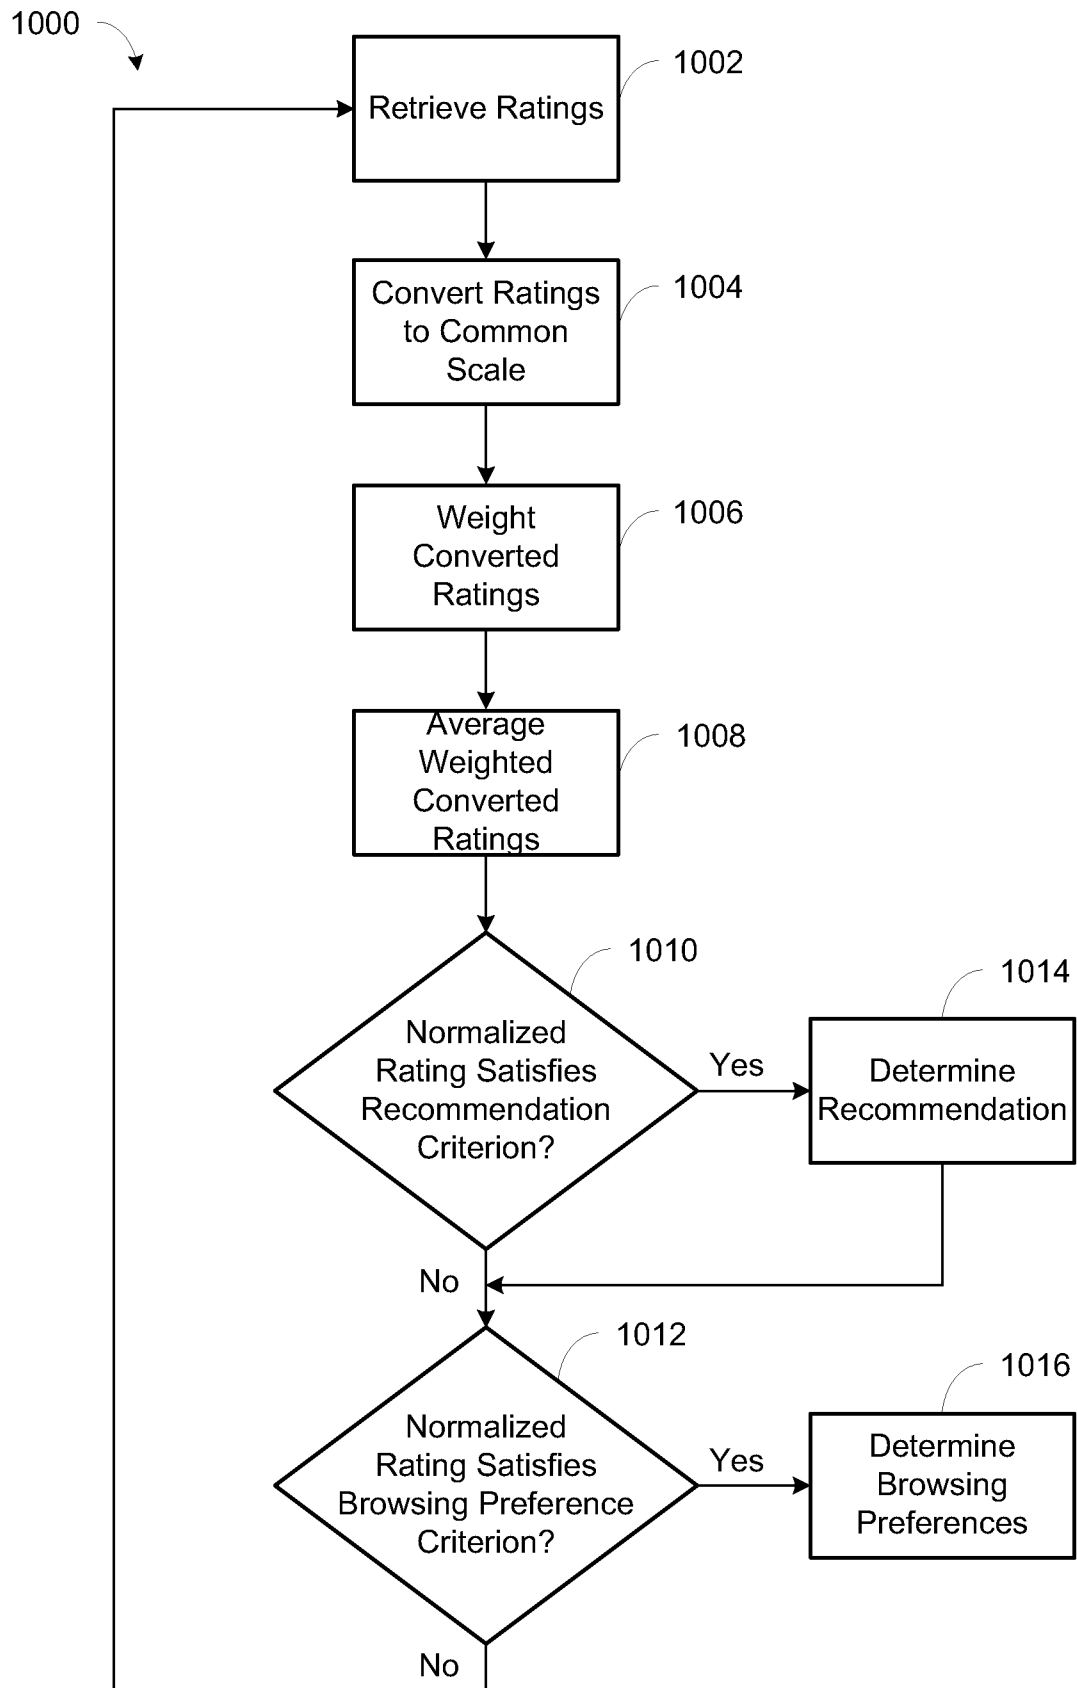 1000
1002
Retrieve Ratings
1004
Convert Ratings
to Common
Scale
1006
Weight
Converted
Ratings
1008
Average
Weighted
Converted
Ratings
1010
Normalized
Rating Satisfies
Recommendation
Criterion?
Yes
1014
Determine
Recommendation
No
1012
Normalized
Rating Satisfies
Browsing Preference
Criterion?
Yes
1016
Determine
Browsing
Preferences
No